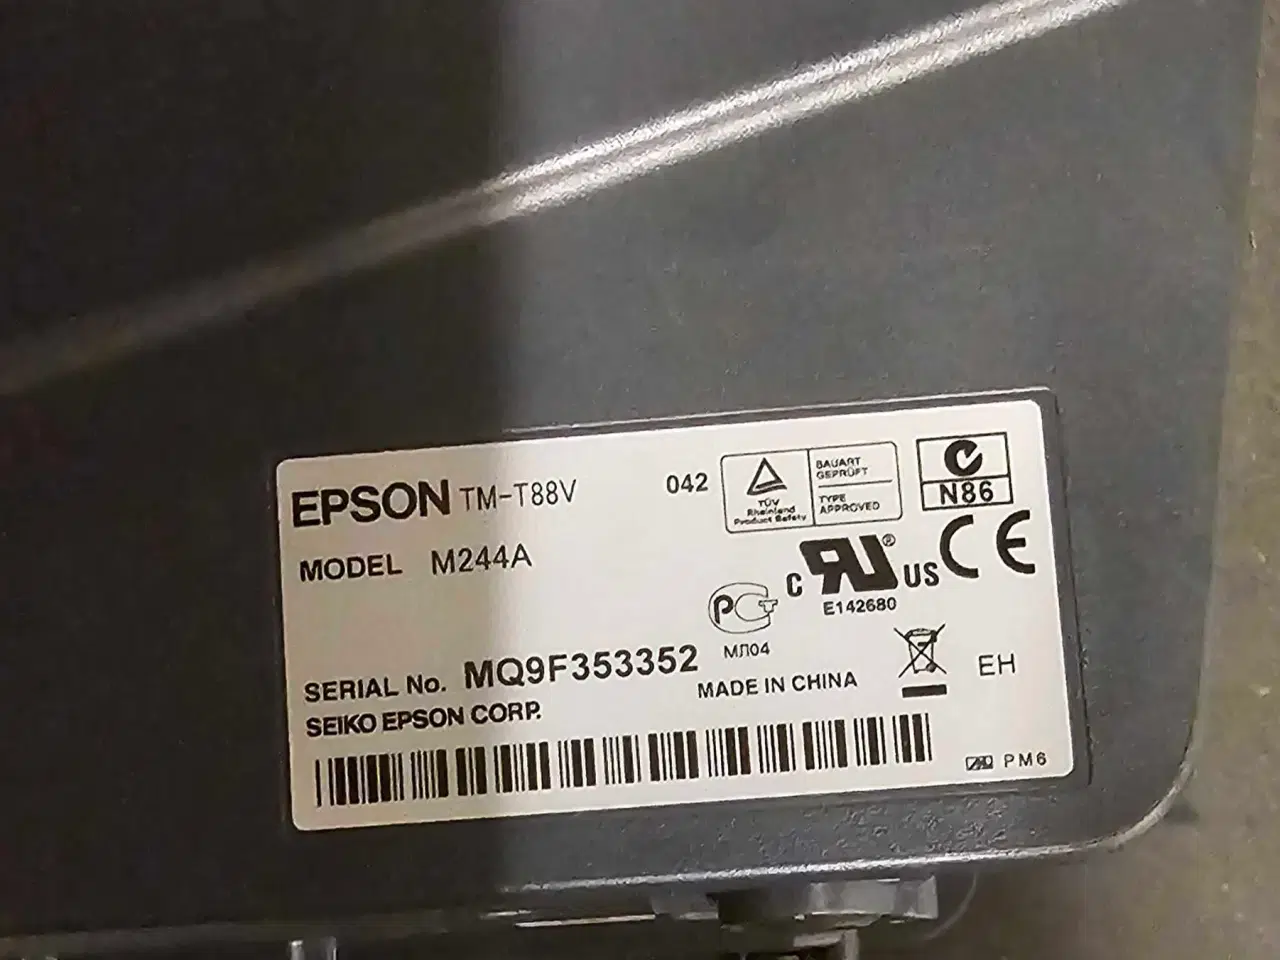 EPSON TM-T88V 042
TÜV
Rheinland
Product Safety
BAUART
GEPRÜFT
TYPE
APPROVED
N86
MODEL M244A
c RU® US CE
E142680
PCT
МЛ04
SERIAL No. MQ9F353352
MADE IN CHINA
EH
SEIKO EPSON CORP.
PM6